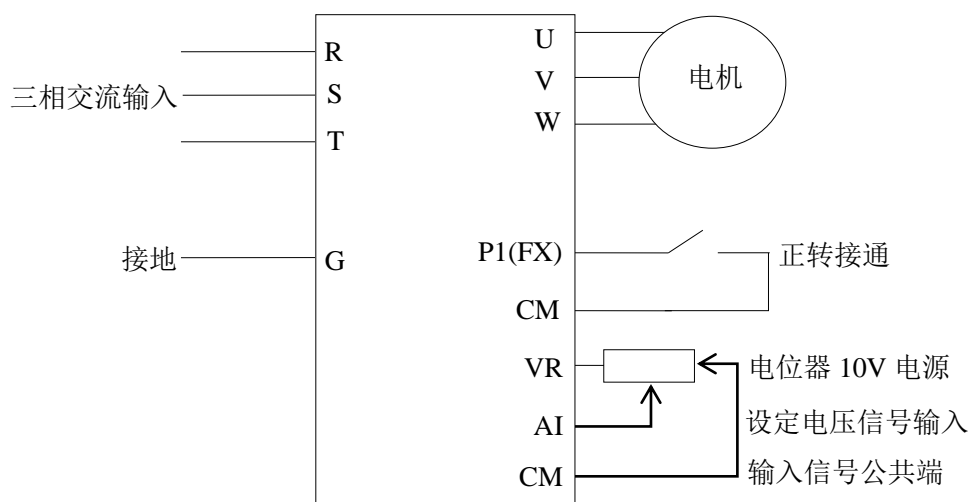 U
R
电机
V
三相交流输入
S
W
T
P1(FX)
正转接通
接地
G
CM
VR
电位器 10V 电源
AI
设定电压信号输入
CM
输入信号公共端